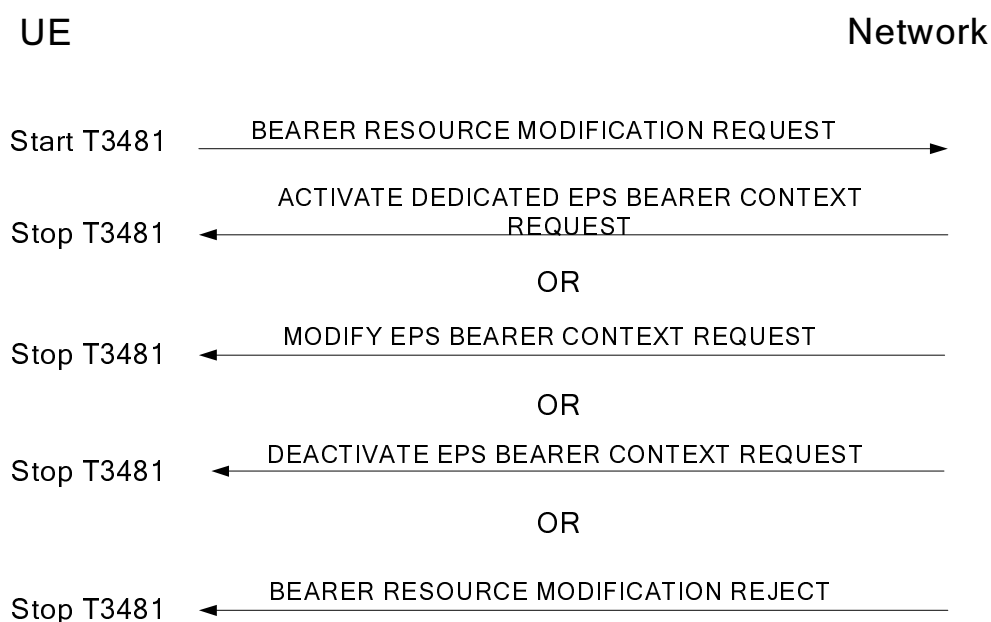 UE Network
BEARER RESOURCE MODIFICATION REQUEST
Start T3481
ACTIVATE DEDICATED EPS BEARER CONTEXT
REQUEST
Stop T3481
OR
MODIFY EPS BEARER CONTEXT REQUEST
Stop T3481
OR
DEACTIVATE EPS BEARER CONTEXT REQUEST
Stop T3481
OR
BEARER RESOURCE MODIFICATION REJECT
Stop T3481